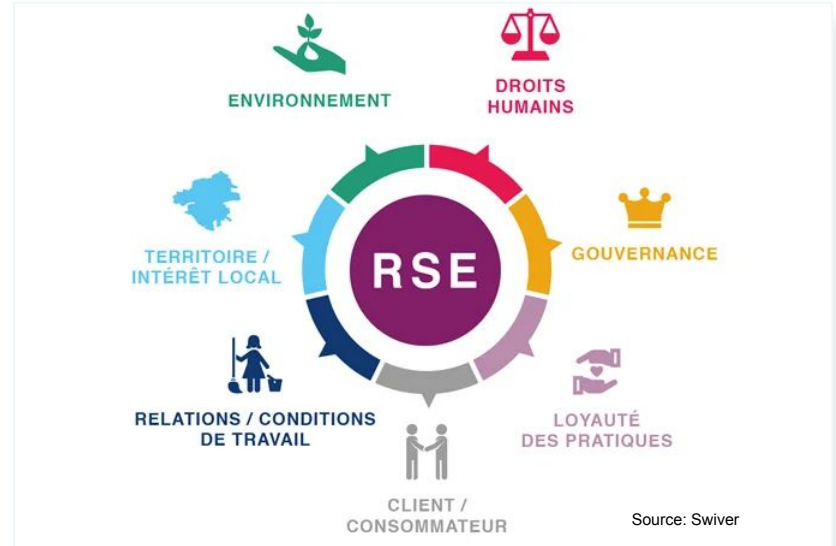 ENVIRONNEMENT
DROITS
HUMAINS
TERRITOIRE /
INTÉRÊT LOCAL
RSE
GOUVERNANCE
RELATIONS / CONDITIONS
DE TRAVAIL
LOYAUTÉ
DES PRATIQUES
CLIENT /
CONSOMMATEUR
Source: Swiver